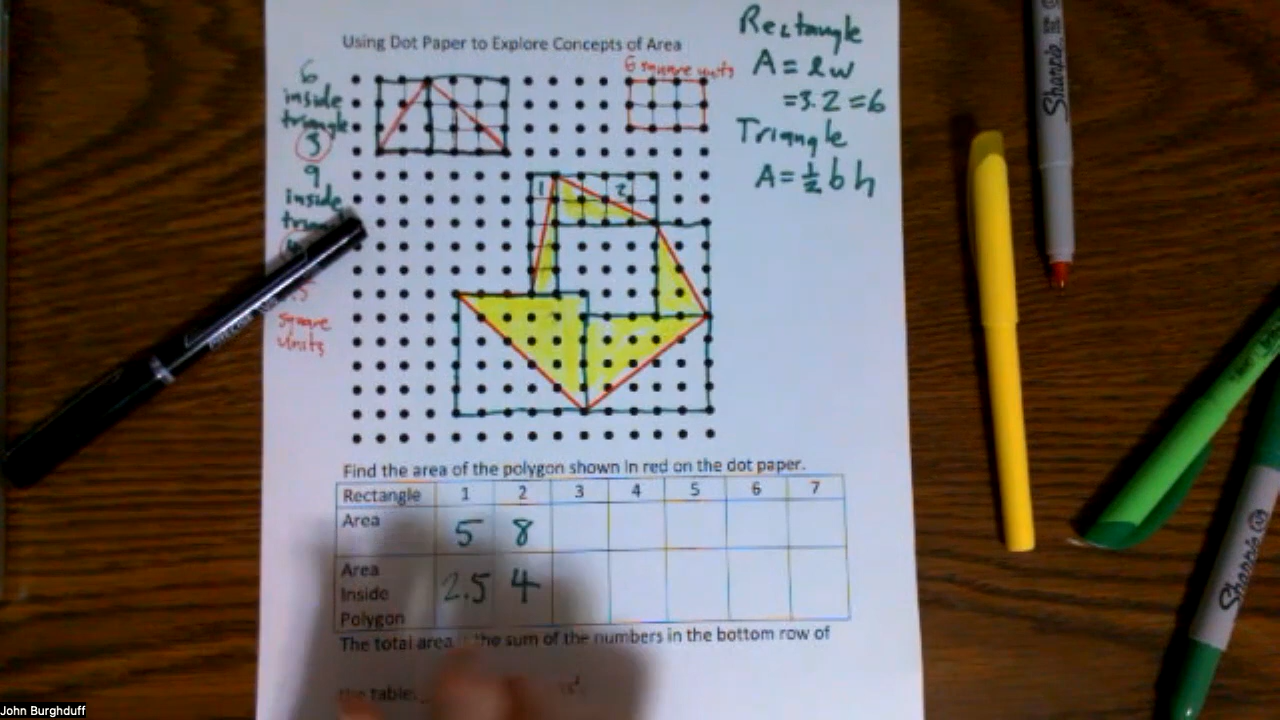 Using Dot Paper to Explore Concepts of Area
Rectangle
A = lw
=3.2=6
Triangle
A = ½ bh
6 square units
6
inside
triangle
3
9
inside
square
units
1
2
Find the area of the polygon shown in red on the dot paper.
Rectangle 1 2 3 4 5 6 7
Area 5 8
Area
Inside 2.5 4
Polygon
The total area the sum of the numbers in the bottom row of
the table:
Sharpie
Sharpie
John Burghduff